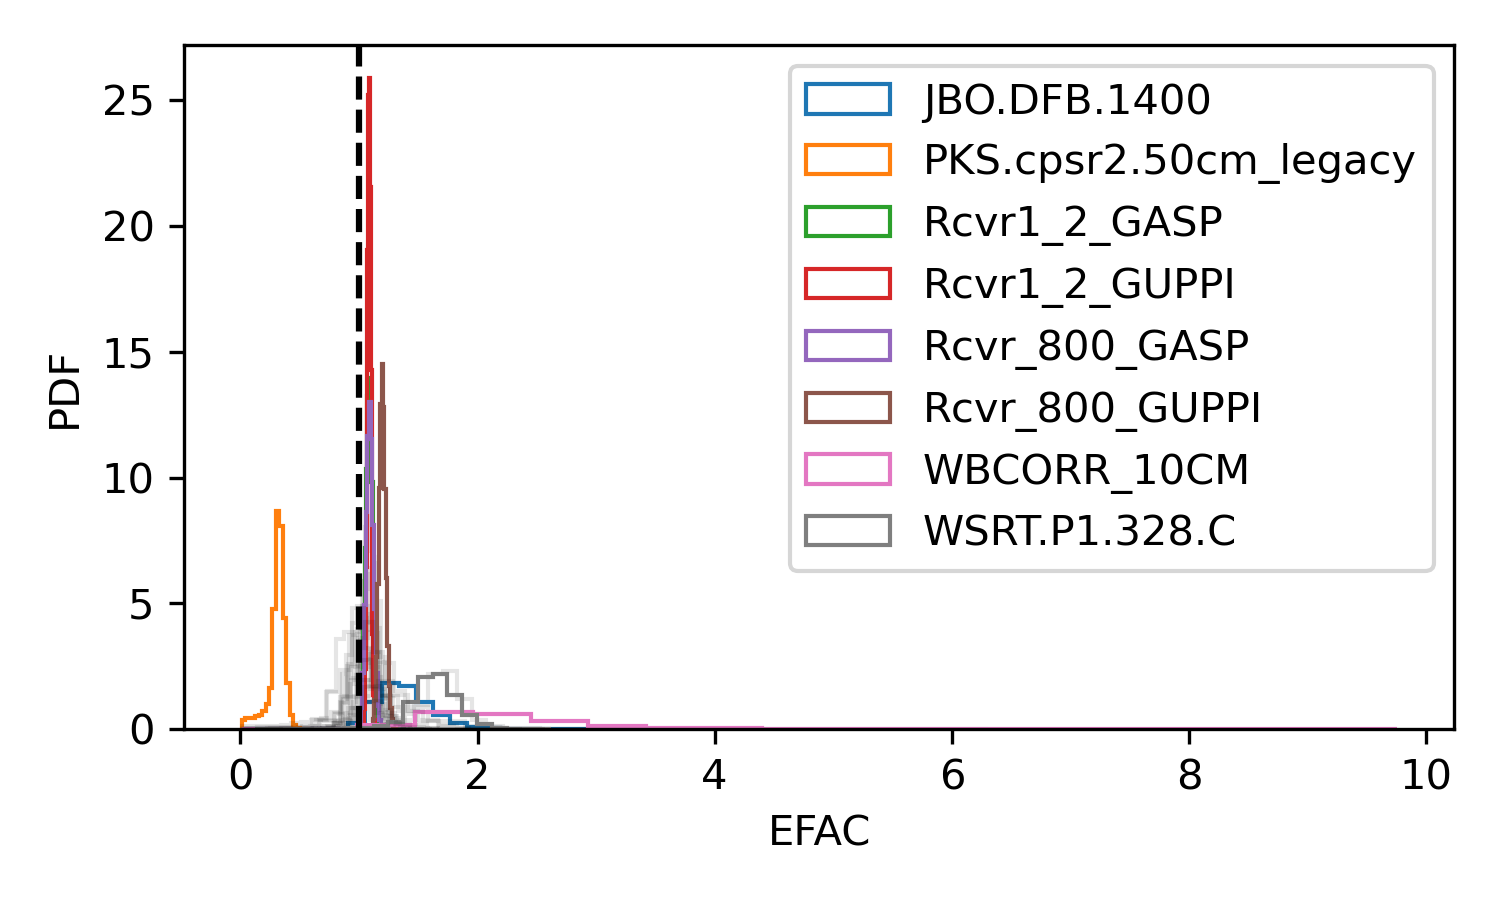 25
20
15
10
5
0
PDF
0 2 4 6 8 10
EFAC
JBO.DFB.1400
PKS.cpsr2.50cm_legacy
Rcvr1_2_GASP
Rcvr1_2_GUPPI
Rcvr_800_GASP
Rcvr_800_GUPPI
WBCORR_10CM
WSRT.P1.328.C